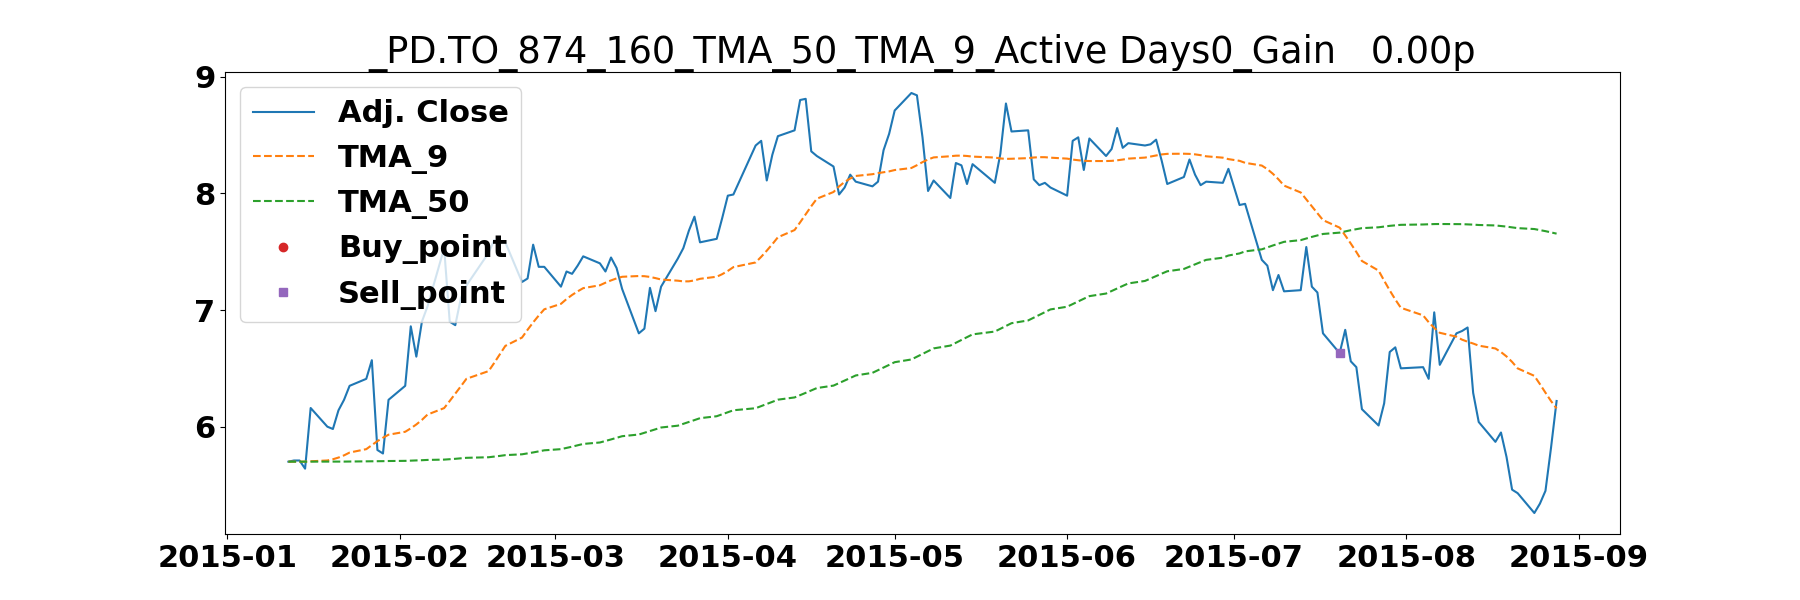 _PD.TO_874_160_TMA_50_TMA_9_Active Days0_Gain   0.00p
9
8
7
6
Adj. Close
TMA_9
TMA_50
Buy_point
Sell_point
2015-01 2015-02 2015-03 2015-04 2015-05 2015-06 2015-07 2015-08 2015-09